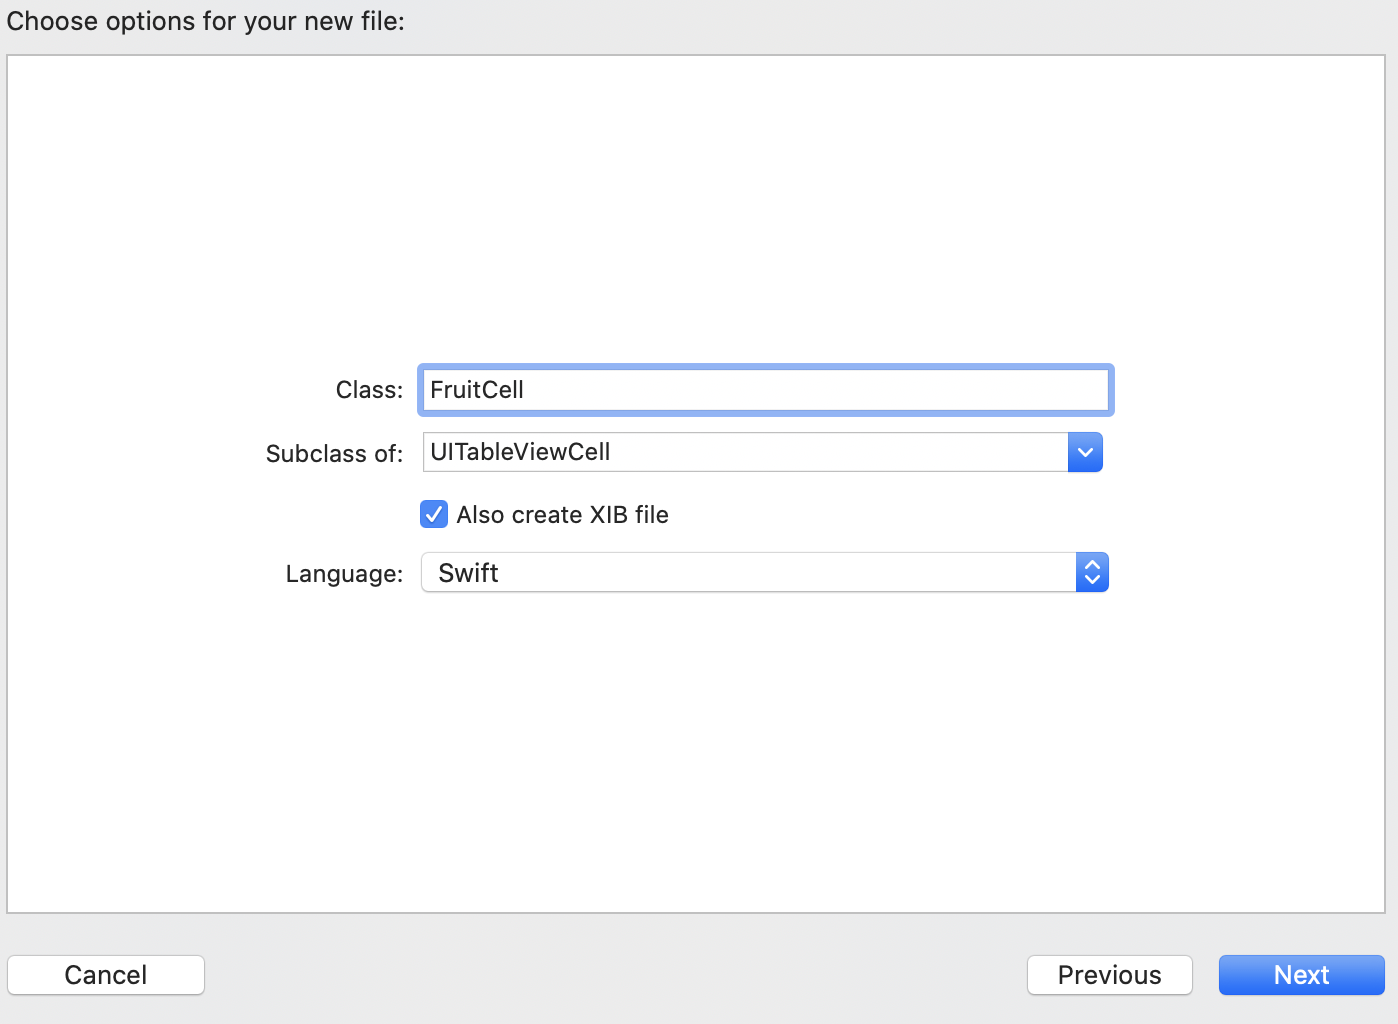 Choose options for your new file:
Class: FruitCell
Subclass of: UITableViewCell
Also create XIB file
Language: Swift
Cancel Previous Next